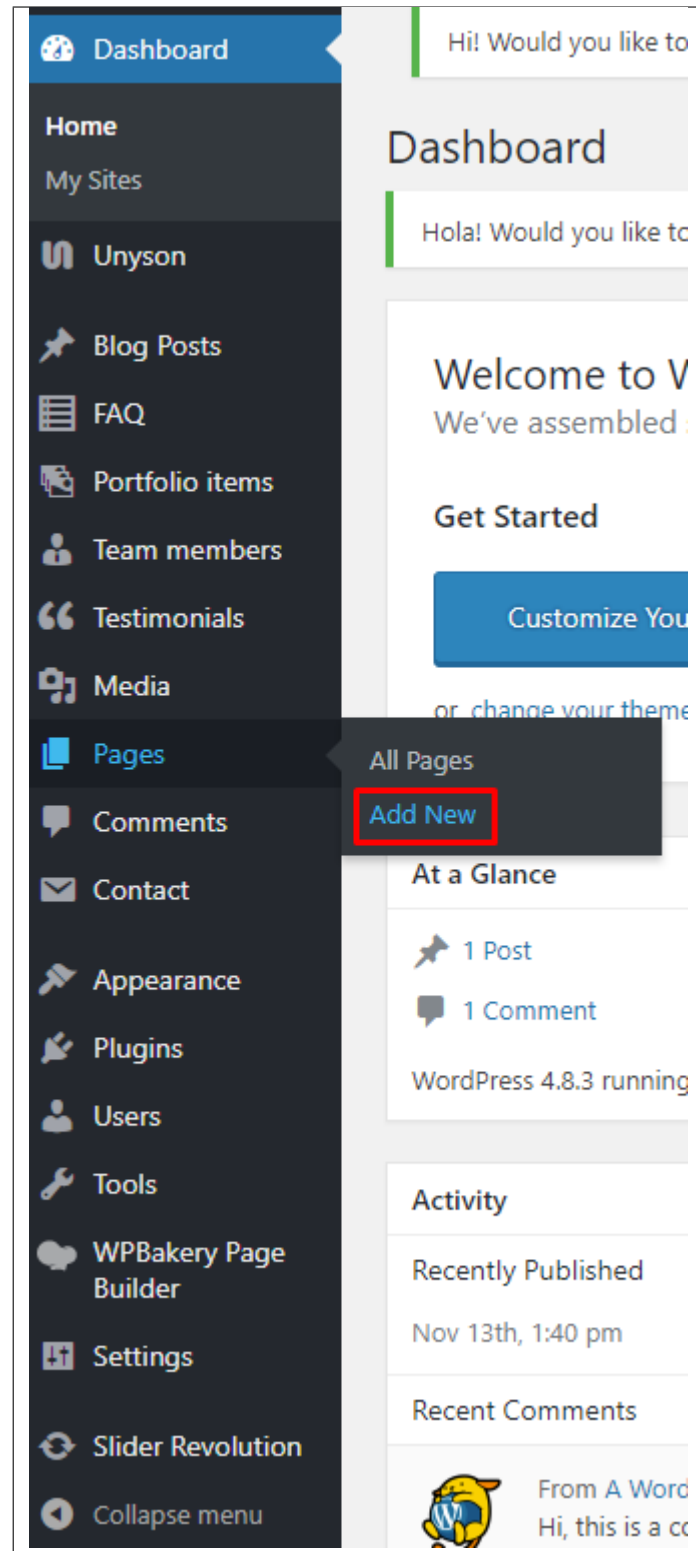 Dashboard
Home
My Sites
Unyson
Blog Posts
FAQ
Portfolio items
Team members
Testimonials
Media
Pages
All Pages
Add New
Comments
Contact
Appearance
Plugins
Users
Tools
WPBakery Page
Builder
Settings
Slider Revolution
Collapse menu
Hi! Would you like to
Dashboard
Hola! Would you like to
Welcome to
We've assembled
Get Started
Customize You
or change your theme
At a Glance
1 Post
1 Comment
WordPress 4.8.3 running
Activity
Recently Published
Nov 13th, 1:40 pm
Recent Comments
From A Word
Hi, this is a co